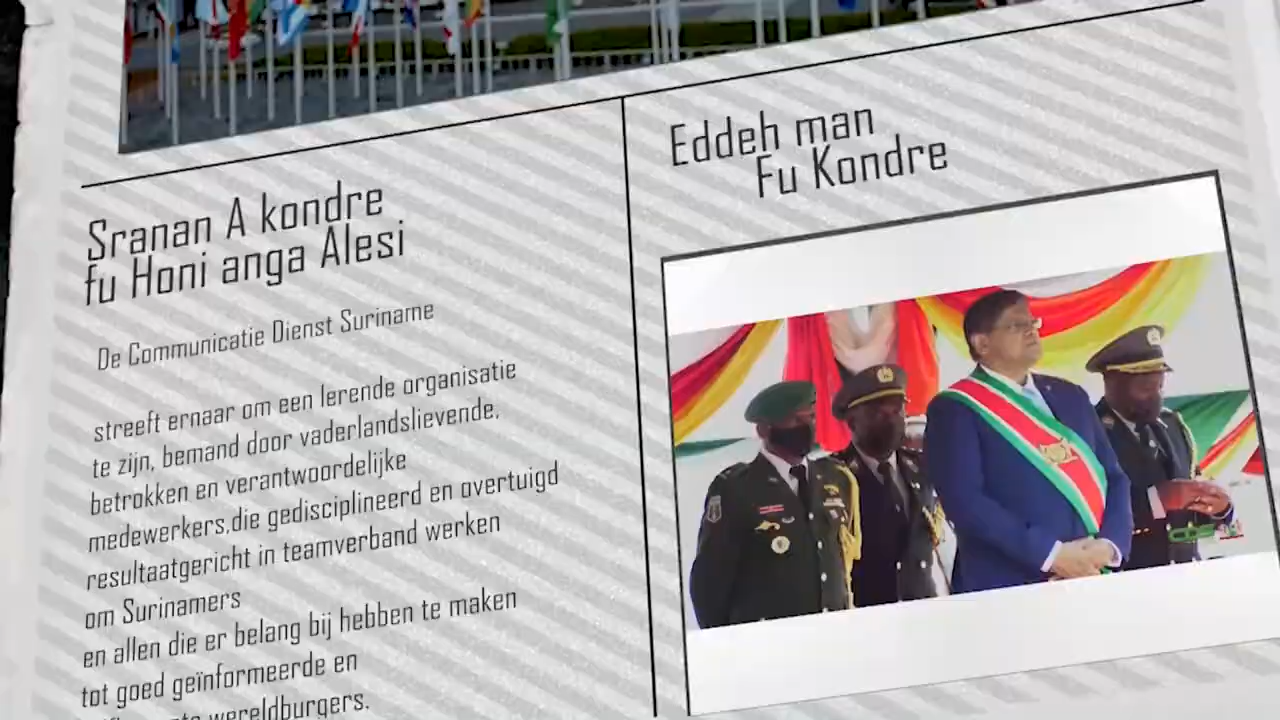 Sranan A kondre
fu Honi anga Alesi
De Communicatie Dienst Suriname
streeft ernaar om een lerende organisatie
te zijn, bemand door vaderlandslievende,
betrokken en verantwoordelijke
medewerkers,die gedisciplineerd en overtuigd
resultaatgericht in teamverband werken
om Surinamers
en allen die er belang bij hebben te maken
tot goed geïnformeerde en
wereldburgers.
Eddeh man
Fu Kondre